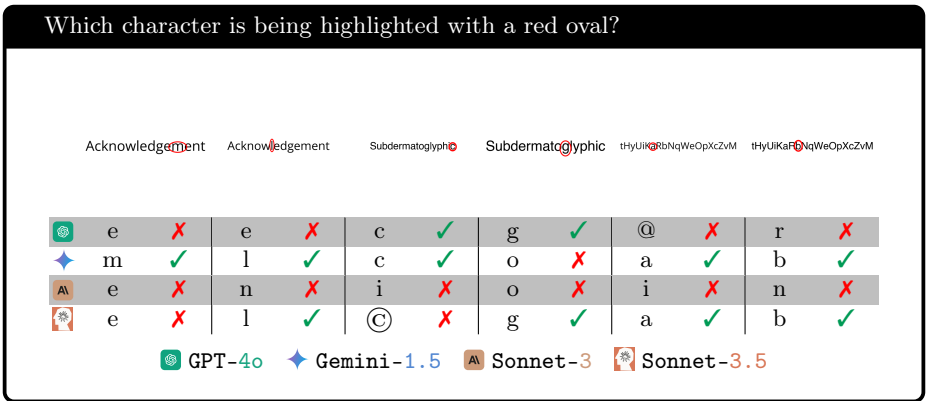 Which character is being highlighted with a red oval?
Acknowledgement Acknowledgement Subdermatoglyphic Subdermatoglyphic tHyUiKaRbNqWeOpXcZvM tHyUiKaRbNqWeOpXcZvM
e ✗ e ✗ c ✓ g ✓ @ ✗ r ✗
m ✓ l ✓ c ✓ o ✗ a ✓ b ✓
e ✗ n ✗ i ✗ o ✗ i ✗ n ✗
e ✗ l ✓ © ✗ g ✓ a ✓ b ✓
GPT-4o Gemini-1.5 Sonnet-3 Sonnet-3.5